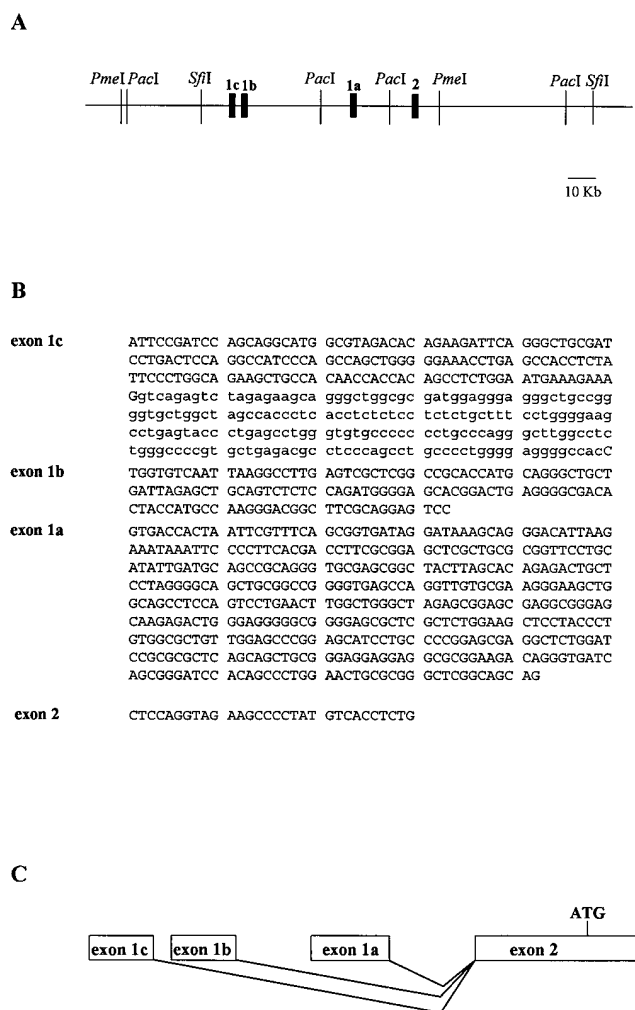 A
PmeI PacI SfiI 1c 1b PacI 1a PacI 2 PmeI PacI SfiI
10 Kb
B
exon 1c ATTCCGATCC AGCAGGCATG GCGTAGACAC AGAAGATTCA GGGCTGCGAT
CCTGACTCCA GGCCATCCCA GCCAGCTGGG GGAAACCTGA GCCACCTCTA
TTCCCTGGCA GAAGCTGCCA CAACCACCAC AGCCTCTGGA ATGAAAGAAA
Ggtcagagtc tagagaagca gggctggcgc gatggaggga gggctgccgg
ggtgctggct agccaccctc acctctctcc tctctgcttt cctggggaag
cctgagtacc ctgagcctgg gtgtgccccc cctgcccagg gcttggcctc
tgggccccgt gctgagacgc ctcccagcct gcccctgggg aggggccacC
exon 1b TGGTGTCAAT TAAGGCCTTG AGTCGCTCGG CCGCACCATG CAGGGCTGCT
GATTAGAGCT GCAGTCTCTC CAGATGGGGA GCACGGACTG AGGGGCGACA
CTACCATGCC AAGGGACGGC TTCGCAGGAG TCC
exon 1a GTGACCACTA ATTCGTTTCA GCGGTGATAG GATAAAGCAG GGACATTAAG
AAATAAATTC CCCTTCACGA CCTTCGCGGA GCTCGCTGCG CGGTTCCTGC
ATATTGATGC AGCCGCAGGG TGCGAGCGGC TACTTAGCAC AGAGACTGCT
CCTAGGGGCA GCTGCGGCCG GGGTGAGCCA GGTTGTGCGA AGGGAAGCTG
GCAGCCTCCA GTCCTGAACT TGGCTGGGCT AGAGCGGAGC GAGGCGGGAG
CAAGAGACTG GGAGGGGGCG GGGAGCGCTC GCTCTGGAAG CTCCTACCCT
GTGGCGCTGT TGGAGCCCGG AGCATCCTGC CCCGGAGCGA GGCTCTGGAT
CCGCGCGCTC AGCAGCTGCG GGAGGAGGAG GCGCGGAAGA CAGGGTGATC
AGCGGGATCC ACAGCCCTGG AACTGCGCGG GCTCGGCAGC AG
exon 2 CTCCAGGTAG AAGCCCCTAT GTCACCTCTG
C
ATG
exon 1c exon 1b exon 1a exon 2